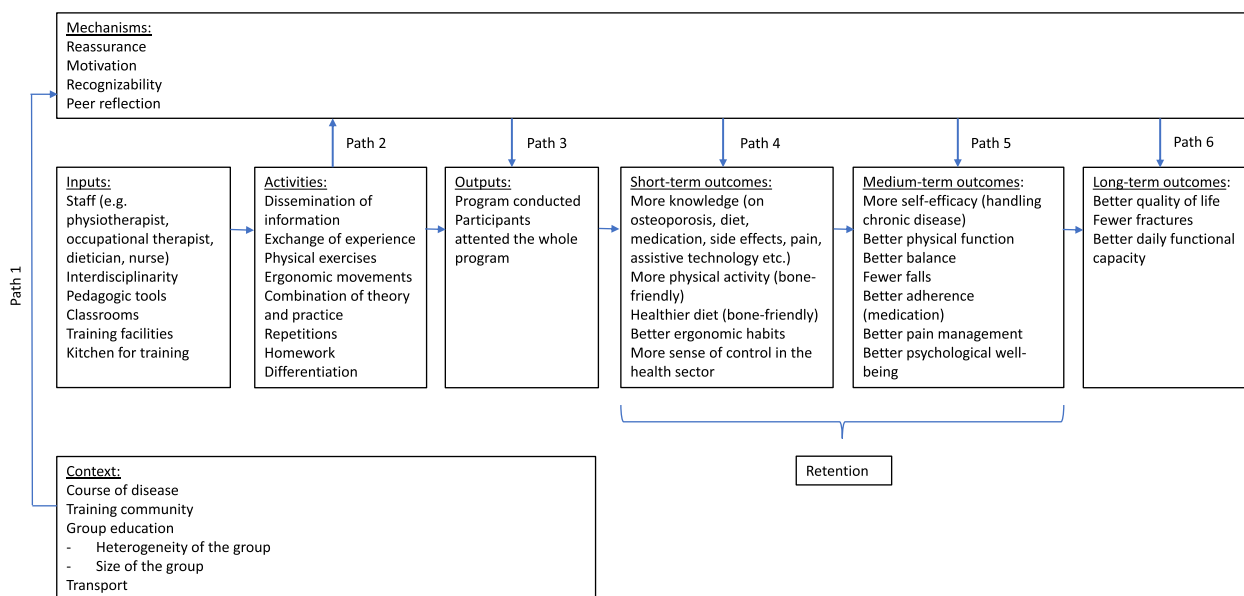 Mechanisms:
Reassurance
Motivation
Recognizability
Peer reflection
Path 1
Path 2
Path 3
Path 4
Path 5
Path 6
Inputs:
Staff (e.g.
physiotherapist,
occupational therapist,
dietician, nurse)
Interdisciplinarity
Pedagogic tools
Classrooms
Training facilities
Kitchen for training
Activities:
Dissemination of
information
Exchange of experience
Physical exercises
Ergonomic movements
Combination of theory
and practice
Repetitions
Homework
Differentiation
Outputs:
Program conducted
Participants
attented the whole
program
Short-term outcomes:
More knowledge (on
osteoporosis, diet,
medication, side effects, pain,
assistive technology etc.)
More physical activity (bone-
friendly)
Healthier diet (bone-friendly)
Better ergonomic habits
More sense of control in the
health sector
Medium-term outcomes:
More self-efficacy (handling
chronic disease)
Better physical function
Better balance
Fewer falls
Better adherence
(medication)
Better pain management
Better psychological well-
being
Long-term outcomes:
Better quality of life
Fewer fractures
Better daily functional
capacity
Retention
Context:
Course of disease
Training community
Group education
- Heterogeneity of the group
- Size of the group
Transport